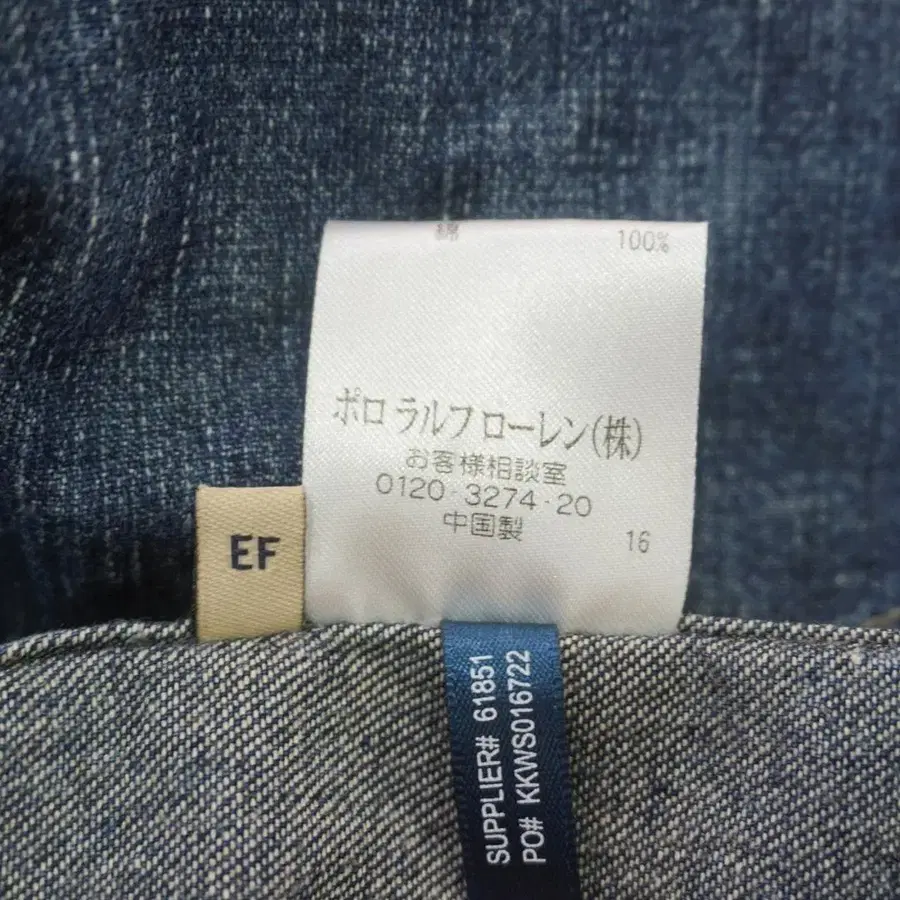 綿 100%
ポロ ラルフ ローレン(株)
お客様相談室
0120・3274・20
中国製
16
EF
SUPPLIER# 61851
PO# KKWS016722